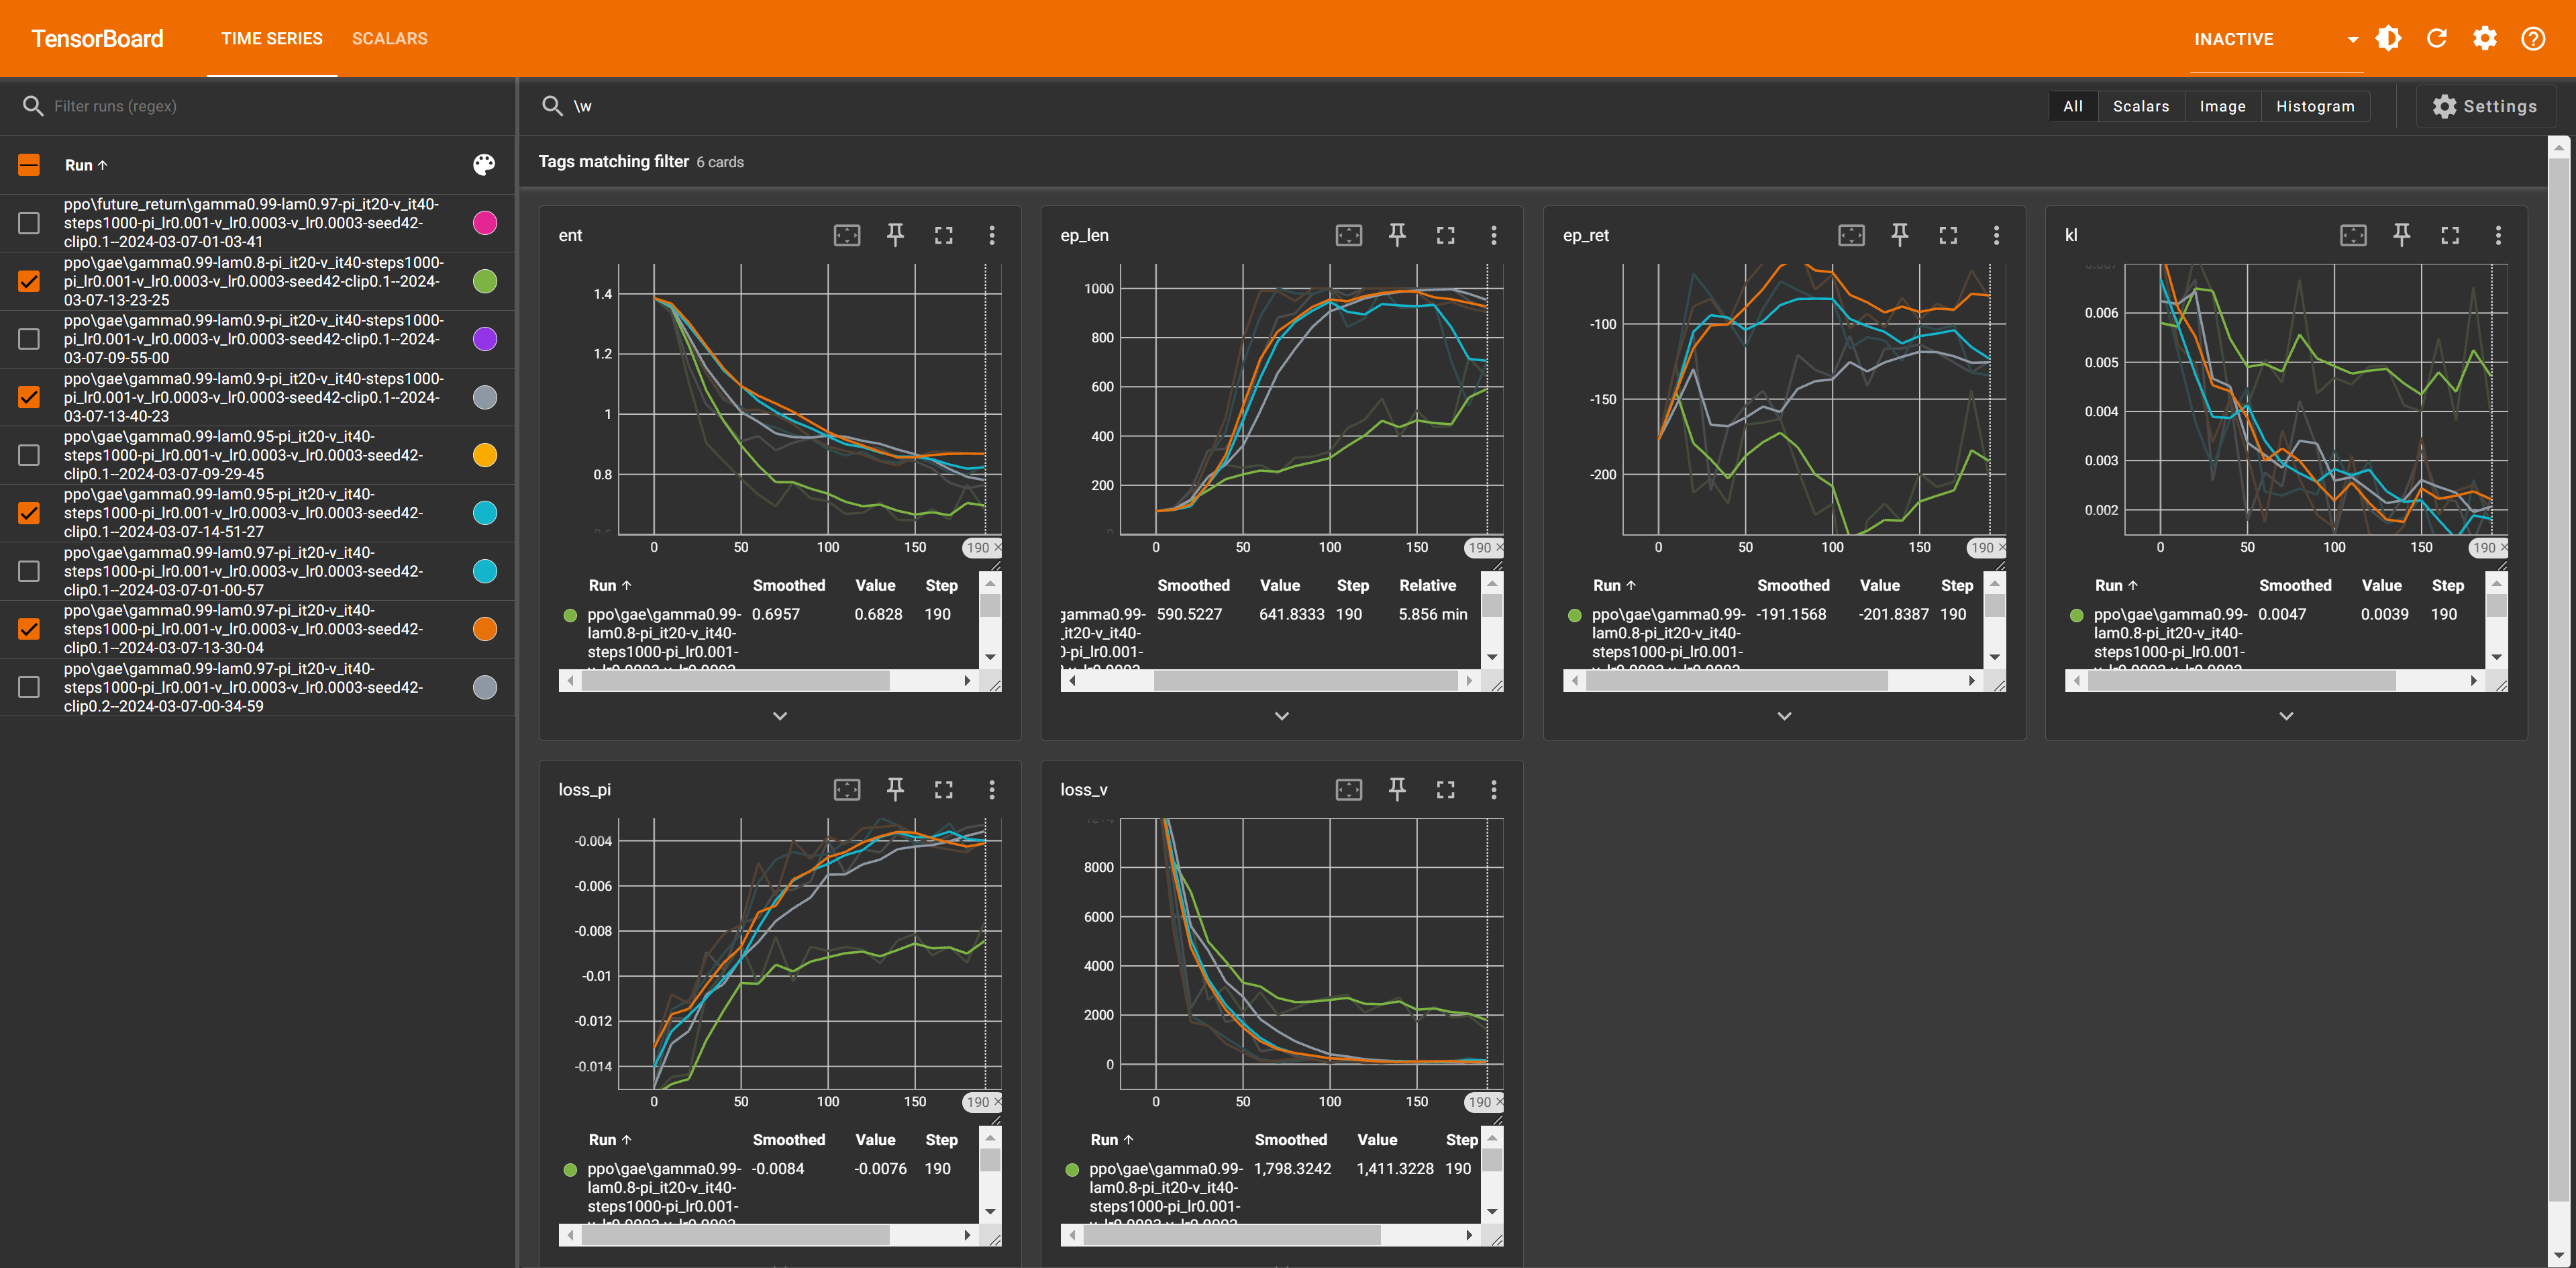 TensorBoard
TIME SERIES
SCALARS
INACTIVE
Filter runs (regex)
\w
All
Scalars
Image
Histogram
Settings
Run ↑
Tags matching filter 6 cards
ppo\future_return\gamma0.99-lam0.97-pi_it20-v_it40-
steps1000-pi_lr0.001-v_lr0.0003-v_lr0.0003-seed42-
clip0.1--2024-03-07-01-03-41
ppo\gae\gamma0.99-lam0.8-pi_it20-v_it40-steps1000-
pi_lr0.001-v_lr0.0003-v_lr0.0003-seed42-clip0.1--2024-
03-07-13-23-25
ppo\gae\gamma0.99-lam0.9-pi_it20-v_it40-steps1000-
pi_lr0.001-v_lr0.0003-v_lr0.0003-seed42-clip0.1--2024-
03-07-09-55-00
ppo\gae\gamma0.99-lam0.9-pi_it20-v_it40-steps1000-
pi_lr0.001-v_lr0.0003-v_lr0.0003-seed42-clip0.1--2024-
03-07-13-40-23
ppo\gae\gamma0.99-lam0.95-pi_it20-v_it40-
steps1000-pi_lr0.001-v_lr0.0003-v_lr0.0003-seed42-
clip0.1--2024-03-07-09-29-45
ppo\gae\gamma0.99-lam0.95-pi_it20-v_it40-
steps1000-pi_lr0.001-v_lr0.0003-v_lr0.0003-seed42-
clip0.1--2024-03-07-14-51-27
ppo\gae\gamma0.99-lam0.97-pi_it20-v_it40-
steps1000-pi_lr0.001-v_lr0.0003-v_lr0.0003-seed42-
clip0.1--2024-03-07-01-00-57
ppo\gae\gamma0.99-lam0.97-pi_it20-v_it40-
steps1000-pi_lr0.001-v_lr0.0003-v_lr0.0003-seed42-
clip0.1--2024-03-07-13-30-04
ppo\gae\gamma0.99-lam0.97-pi_it20-v_it40-
steps1000-pi_lr0.001-v_lr0.0003-v_lr0.0003-seed42-
clip0.2--2024-03-07-00-34-59
ent
1.4
1.2
1
0.8
0 50 100 150 190 ×
Run ↑ Smoothed Value Step
ppo\gae\gamma0.99- 0.6957 0.6828 190
lam0.8-pi_it20-v_it40-
steps1000-pi_lr0.001-
ep_len
1000
800
600
400
200
0 50 100 150 190 ×
Smoothed Value Step Relative
gamma0.99- 590.5227 641.8333 190 5.856 min
_it20-v_it40-
-pi_lr0.001-
ep_ret
-100
-150
-200
0 50 100 150 190 ×
Run ↑ Smoothed Value Step
ppo\gae\gamma0.99- -191.1568 -201.8387 190
lam0.8-pi_it20-v_it40-
steps1000-pi_lr0.001-
kl
0.006
0.005
0.004
0.003
0.002
0 50 100 150 190 ×
Run ↑ Smoothed Value Step
ppo\gae\gamma0.99- 0.0047 0.0039 190
lam0.8-pi_it20-v_it40-
steps1000-pi_lr0.001-
loss_pi
-0.004
-0.006
-0.008
-0.01
-0.012
-0.014
0 50 100 150 190 ×
Run ↑ Smoothed Value Step
ppo\gae\gamma0.99- -0.0084 -0.0076 190
lam0.8-pi_it20-v_it40-
steps1000-pi_lr0.001-
loss_v
8000
6000
4000
2000
0
0 50 100 150 190 ×
Run ↑ Smoothed Value Step
ppo\gae\gamma0.99- 1,798.3242 1,411.3228 190
lam0.8-pi_it20-v_it40-
steps1000-pi_lr0.001-